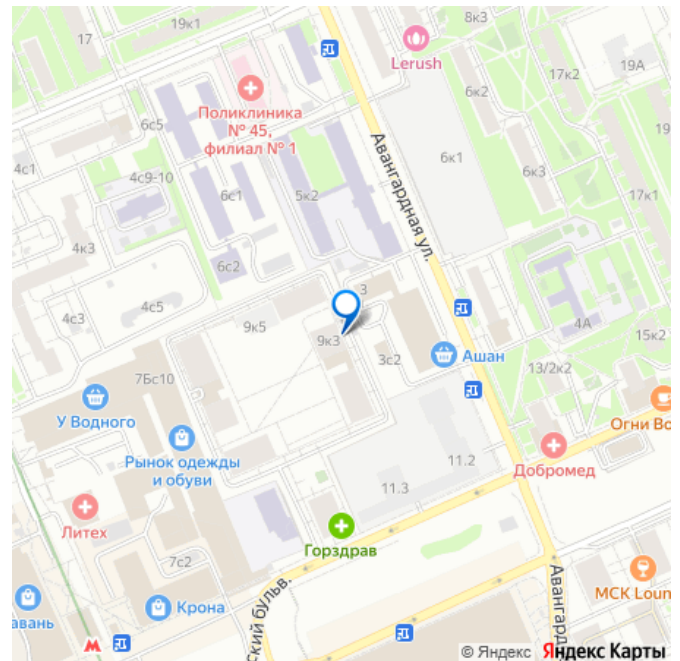 19к1
17
8к3
Lerush
19А
17к2
6к2
Поликлиника
№ 45,
филиал № 1
6с5
19
6к1
6к3
4с1
4с9-10
6с1
5к2
Авангардная ул.
17к1
4к3
6с2
3
4с5
4А
4с3
9к5
9к3
15к2
3с2
Ашан
13/2к2
7Бс10
У Водного
Огни Во
Рынок одежды
и обуви
11.2
Добромед
11.3
Литех
Горздрав
7с2
МСК Loun
Крона
авань
ский бульв.
Авангард
© Яндекс Яндекс Карты